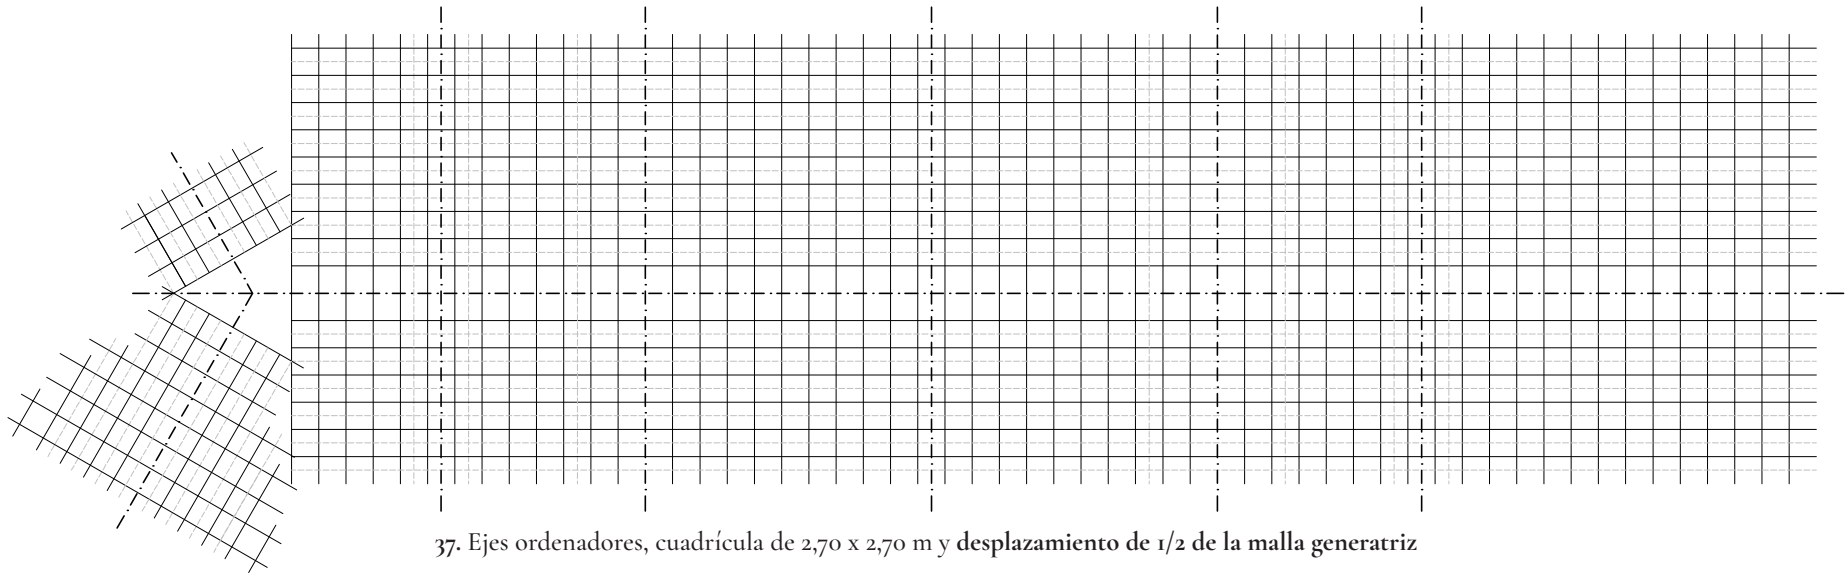 37. Ejes ordenadores, cuadrícula de 2,70 x 2,70 m y desplazamiento de 1/2 de la malla generatriz